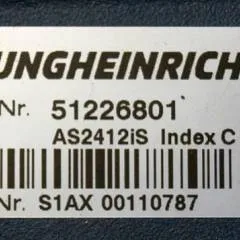 UNGHEINRICH
Nr. 51226801
AS2412iS Index C
Nr. S1AX 00110787